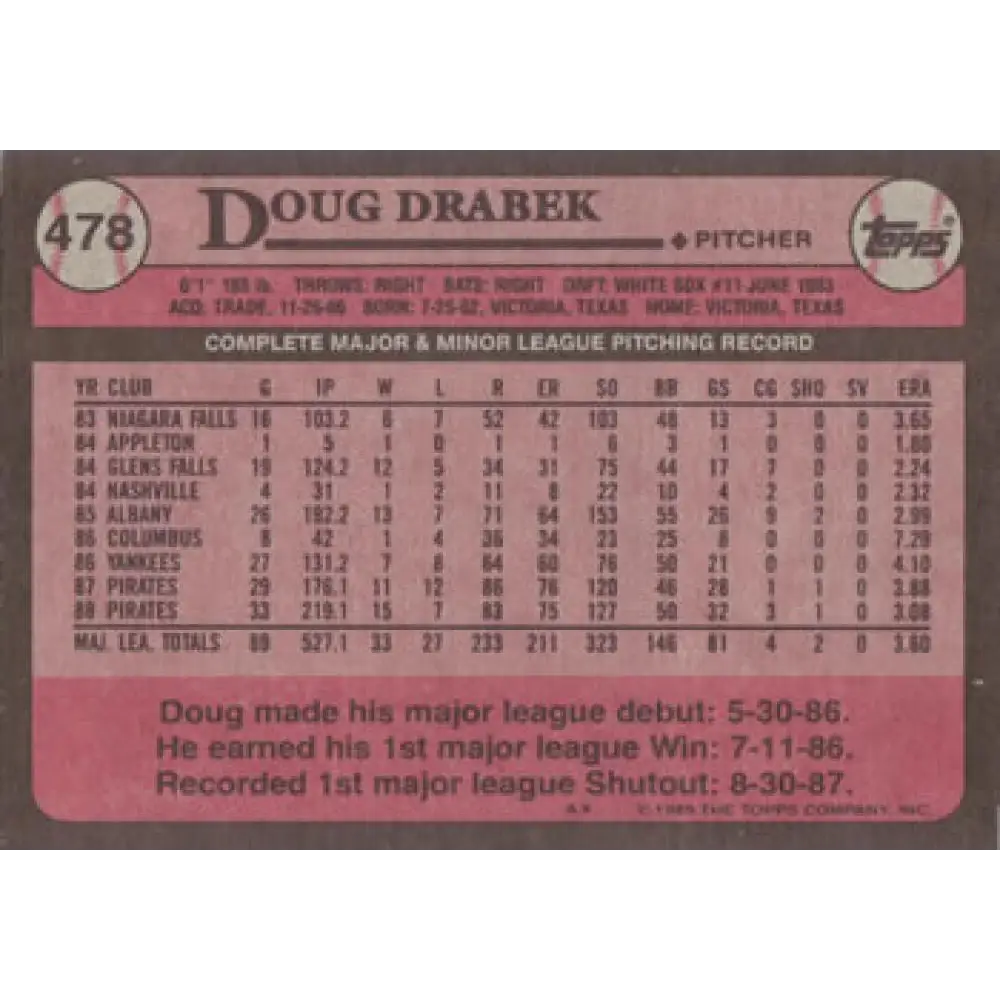 478
DOUG DRABEK
PITCHER
topps®
6'1" 185 lb. THROWS: RIGHT BATS: RIGHT DRAFT: WHITE SOX #11-JUNE 1983
ACQ: TRADE, 11-26-86 BORN: 7-25-62, VICTORIA, TEXAS HOME: VICTORIA, TEXAS
COMPLETE MAJOR & MINOR LEAGUE PITCHING RECORD
YR CLUB G IP W L R ER SO BB GS CG SHO SV ERA
83 NIAGARA FALLS 16 103.2 6 7 52 42 103 48 13 3 0 0 3.65
84 APPLETON 1 5 1 0 1 1 6 3 1 0 0 0 1.80
84 GLENS FALLS 19 124.2 12 5 34 31 75 44 17 7 0 0 2.24
84 NASHVILLE 4 31 1 2 11 8 22 10 4 2 0 0 2.32
85 ALBANY 26 192.2 13 7 71 64 153 55 26 9 2 0 2.99
86 COLUMBUS 8 42 1 4 36 34 23 25 8 0 0 0 7.29
86 YANKEES 27 131.2 7 8 64 60 76 50 21 0 0 0 4.10
87 PIRATES 29 176.1 11 12 86 76 120 46 28 1 1 0 3.88
88 PIRATES 33 219.1 15 7 83 75 127 50 32 3 1 0 3.08
MAJ. LEA. TOTALS 89 527.1 33 27 233 211 323 146 81 4 2 0 3.60
Doug made his major league debut: 5-30-86.
He earned his 1st major league Win: 7-11-86.
Recorded 1st major league Shutout: 8-30-87.
© 1989 THE TOPPS COMPANY, INC.